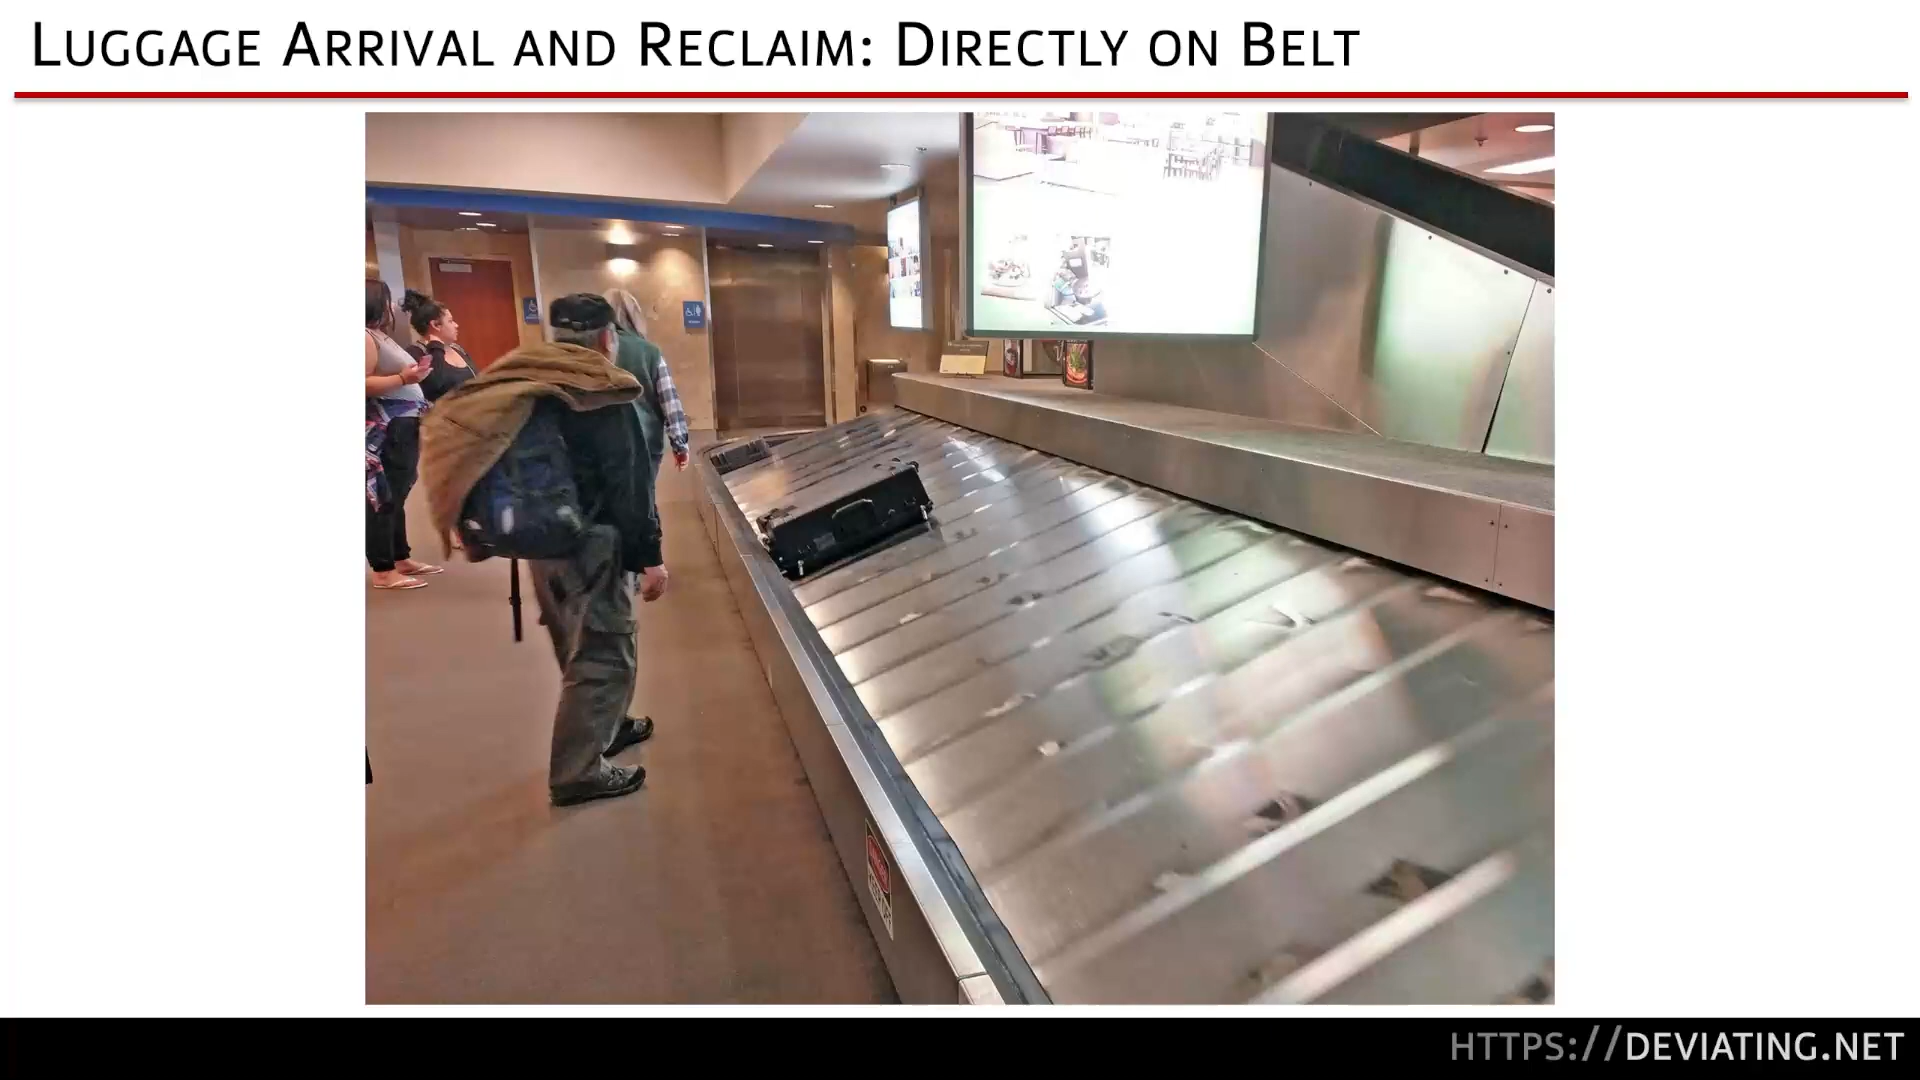 LUGGAGE ARRIVAL AND RECLAIM: DIRECTLY ON BELT
HTTPS://DEVIATING.NET